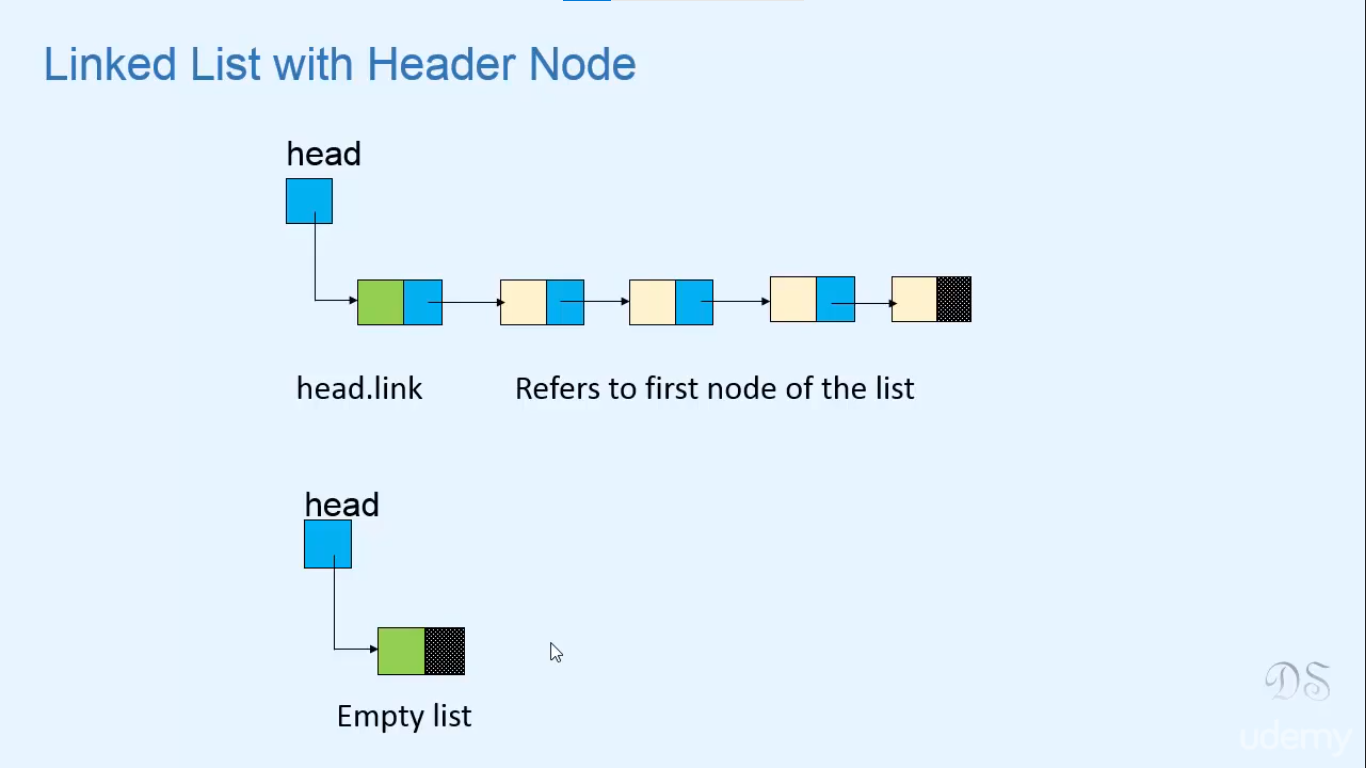 Linked List with Header Node
head
head.link Refers to first node of the list
head
Empty list
DS
udemy